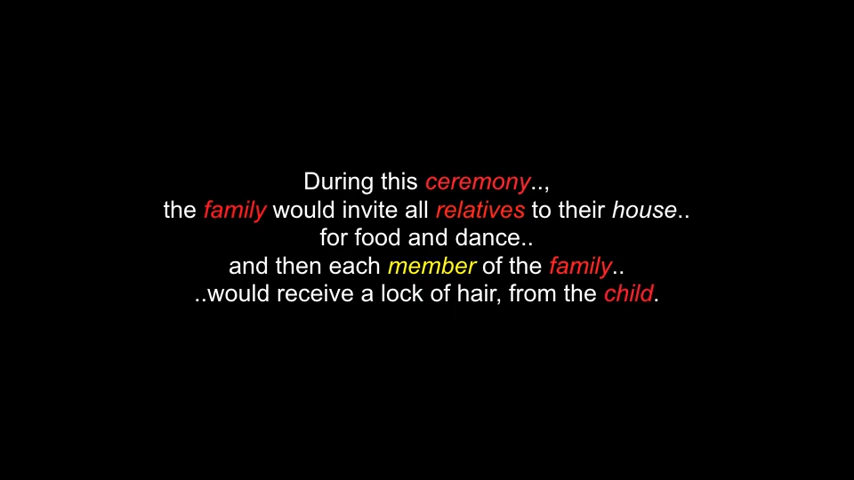 During this ceremony..,
the family would invite all relatives to their house..
for food and dance..
and then each member of the family..
..would receive a lock of hair, from the child.